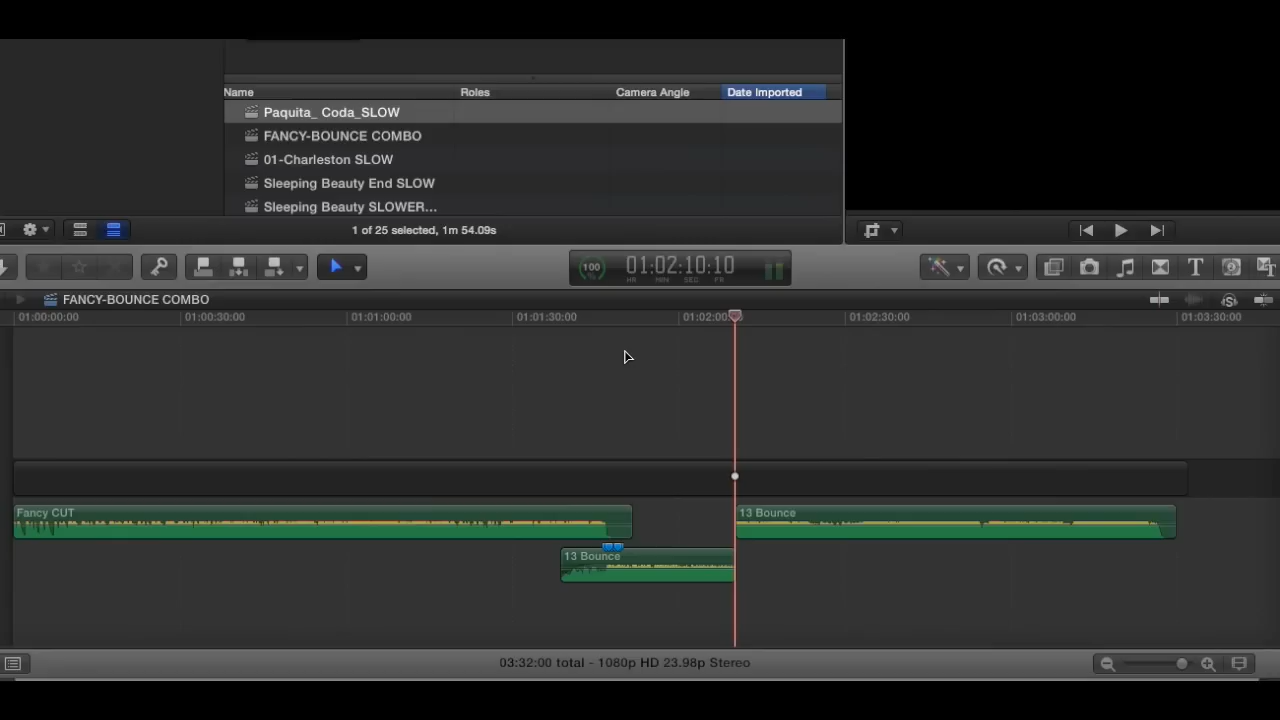 Name Roles Camera Angle Date Imported
Paquita_ Coda_SLOW
FANCY-BOUNCE COMBO
01-Charleston SLOW
Sleeping Beauty End SLOW
Sleeping Beauty SLOWER...
1 of 25 selected, 1m 54.09s
100 01:02:10:10
HR MIN SEC FR
FANCY-BOUNCE COMBO
01:00:00:00 01:00:30:00 01:01:00:00 01:01:30:00 01:02:00: 01:02:30:00 01:03:00:00 01:03:30:00
Fancy CUT 13 Bounce
13 Bounce
03:32:00 total - 1080p HD 23.98p Stereo